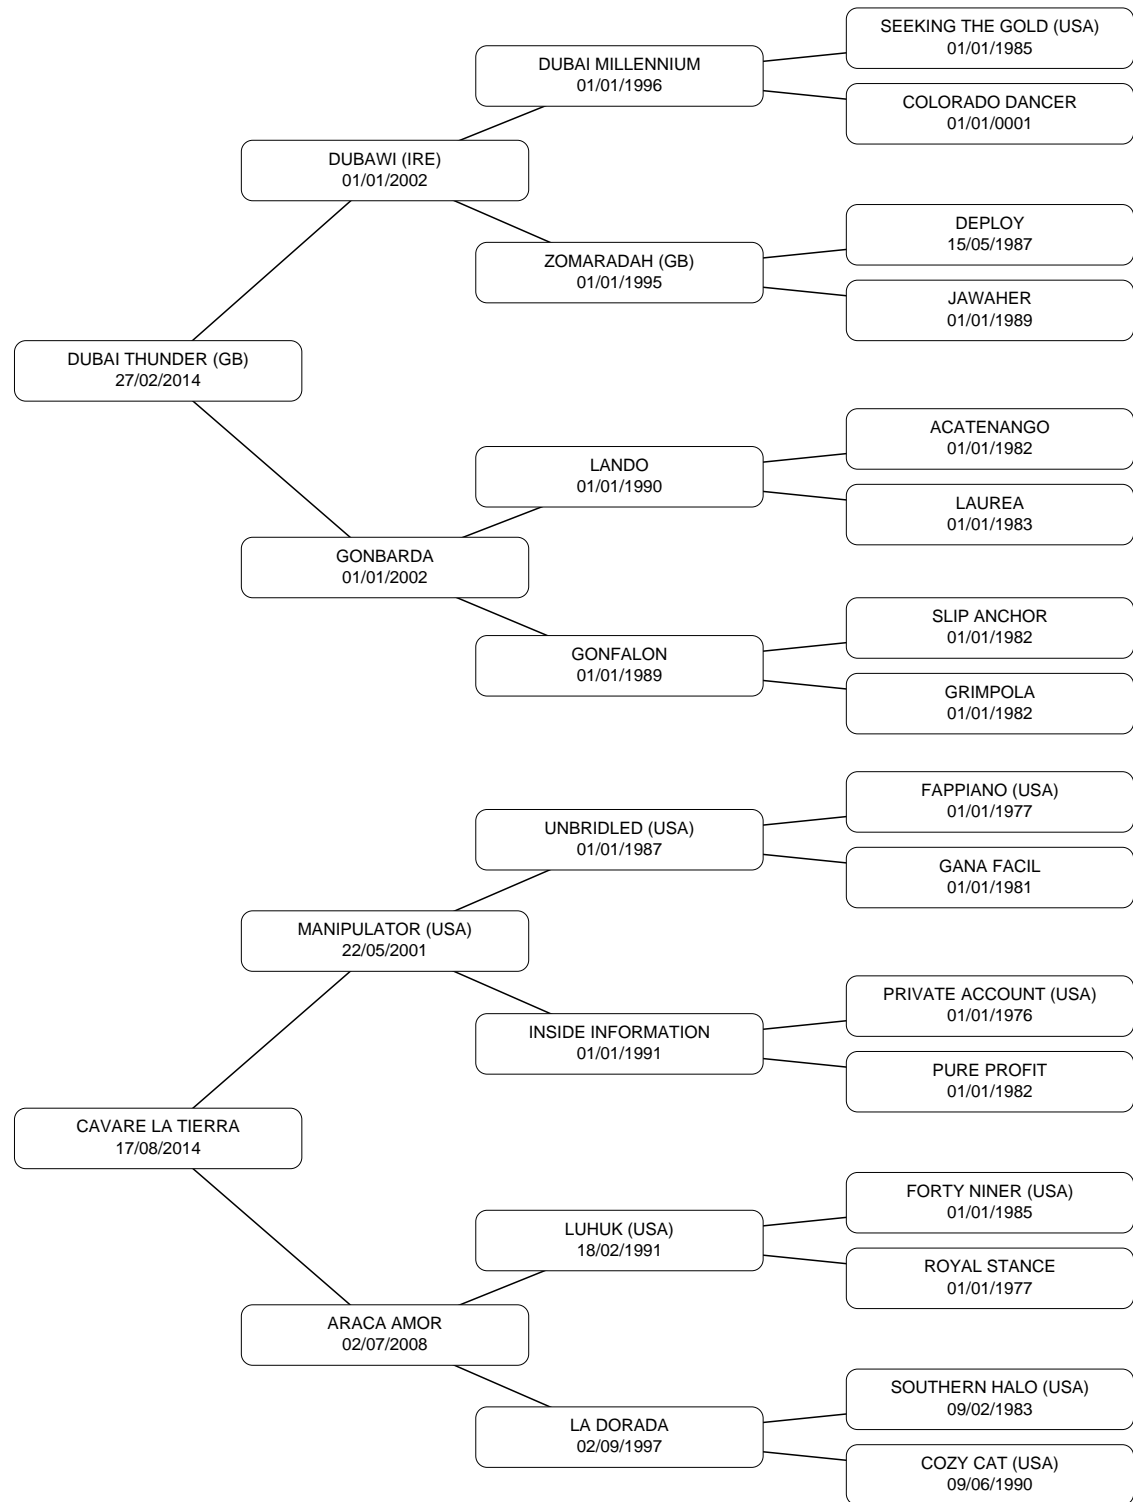 SEEKING THE GOLD (USA)
01/01/1985
DUBAI MILLENNIUM
01/01/1996
COLORADO DANCER
01/01/0001
DUBAWI (IRE)
01/01/2002
DEPLOY
15/05/1987
ZOMARADAH (GB)
01/01/1995
JAWAHER
01/01/1989
DUBAI THUNDER (GB)
27/02/2014
ACATENANGO
01/01/1982
LANDO
01/01/1990
LAUREA
01/01/1983
GONBARDA
01/01/2002
SLIP ANCHOR
01/01/1982
GONFALON
01/01/1989
GRIMPOLA
01/01/1982
FAPPIANO (USA)
01/01/1977
UNBRIDLED (USA)
01/01/1987
GANA FACIL
01/01/1981
MANIPULATOR (USA)
22/05/2001
PRIVATE ACCOUNT (USA)
01/01/1976
INSIDE INFORMATION
01/01/1991
PURE PROFIT
01/01/1982
CAVARE LA TIERRA
17/08/2014
FORTY NINER (USA)
01/01/1985
LUHUK (USA)
18/02/1991
ROYAL STANCE
01/01/1977
ARACA AMOR
02/07/2008
SOUTHERN HALO (USA)
09/02/1983
LA DORADA
02/09/1997
COZY CAT (USA)
09/06/1990